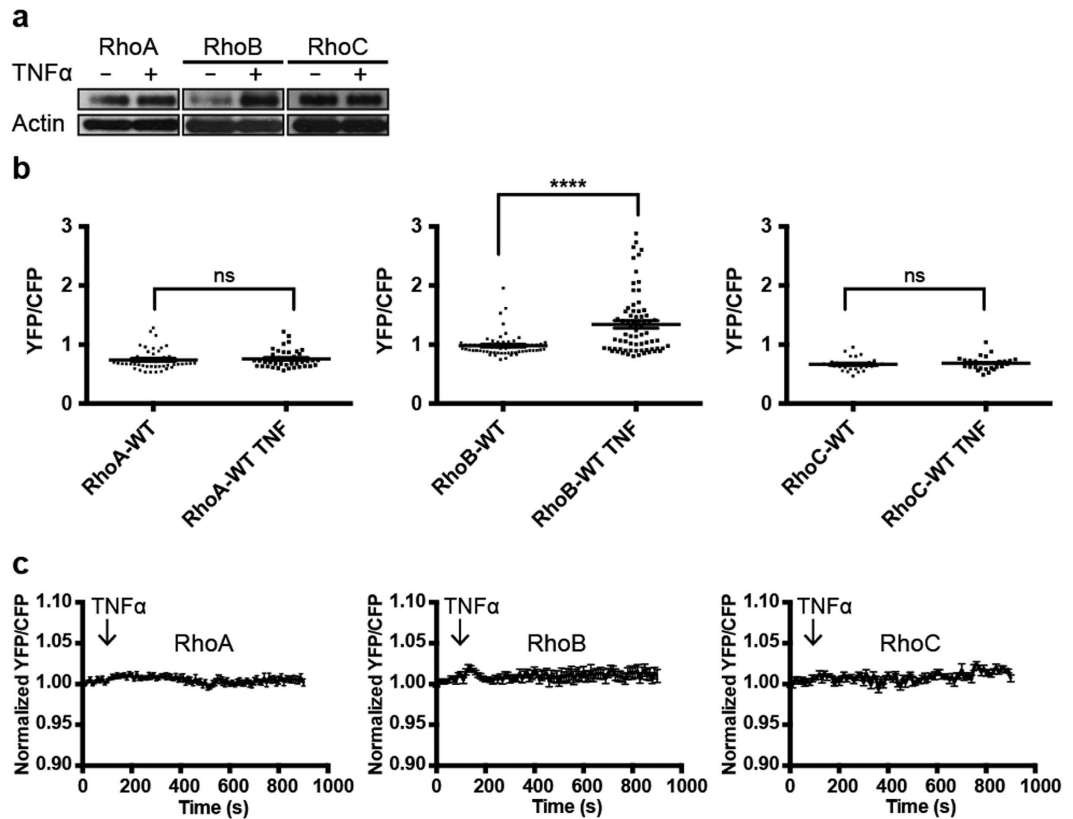 a
RhoA RhoB RhoC
TNFα – + – + – +
Actin
b
YFP/CFP
3
2
1
0
ns
RhoA-WT
RhoA-WT TNF
YFP/CFP
3
2
1
0
****
RhoB-WT
RhoB-WT TNF
YFP/CFP
3
2
1
0
ns
RhoC-WT
RhoC-WT TNF
c
Normalized YFP/CFP
1.10
1.05
1.00
0.95
0.90
TNFα
RhoA
0 200 400 600 800 1000
Time (s)
Normalized YFP/CFP
1.10
1.05
1.00
0.95
0.90
TNFα
RhoB
0 200 400 600 800 1000
Time (s)
Normalized YFP/CFP
1.10
1.05
1.00
0.95
0.90
TNFα
RhoC
0 200 400 600 800 1000
Time (s)